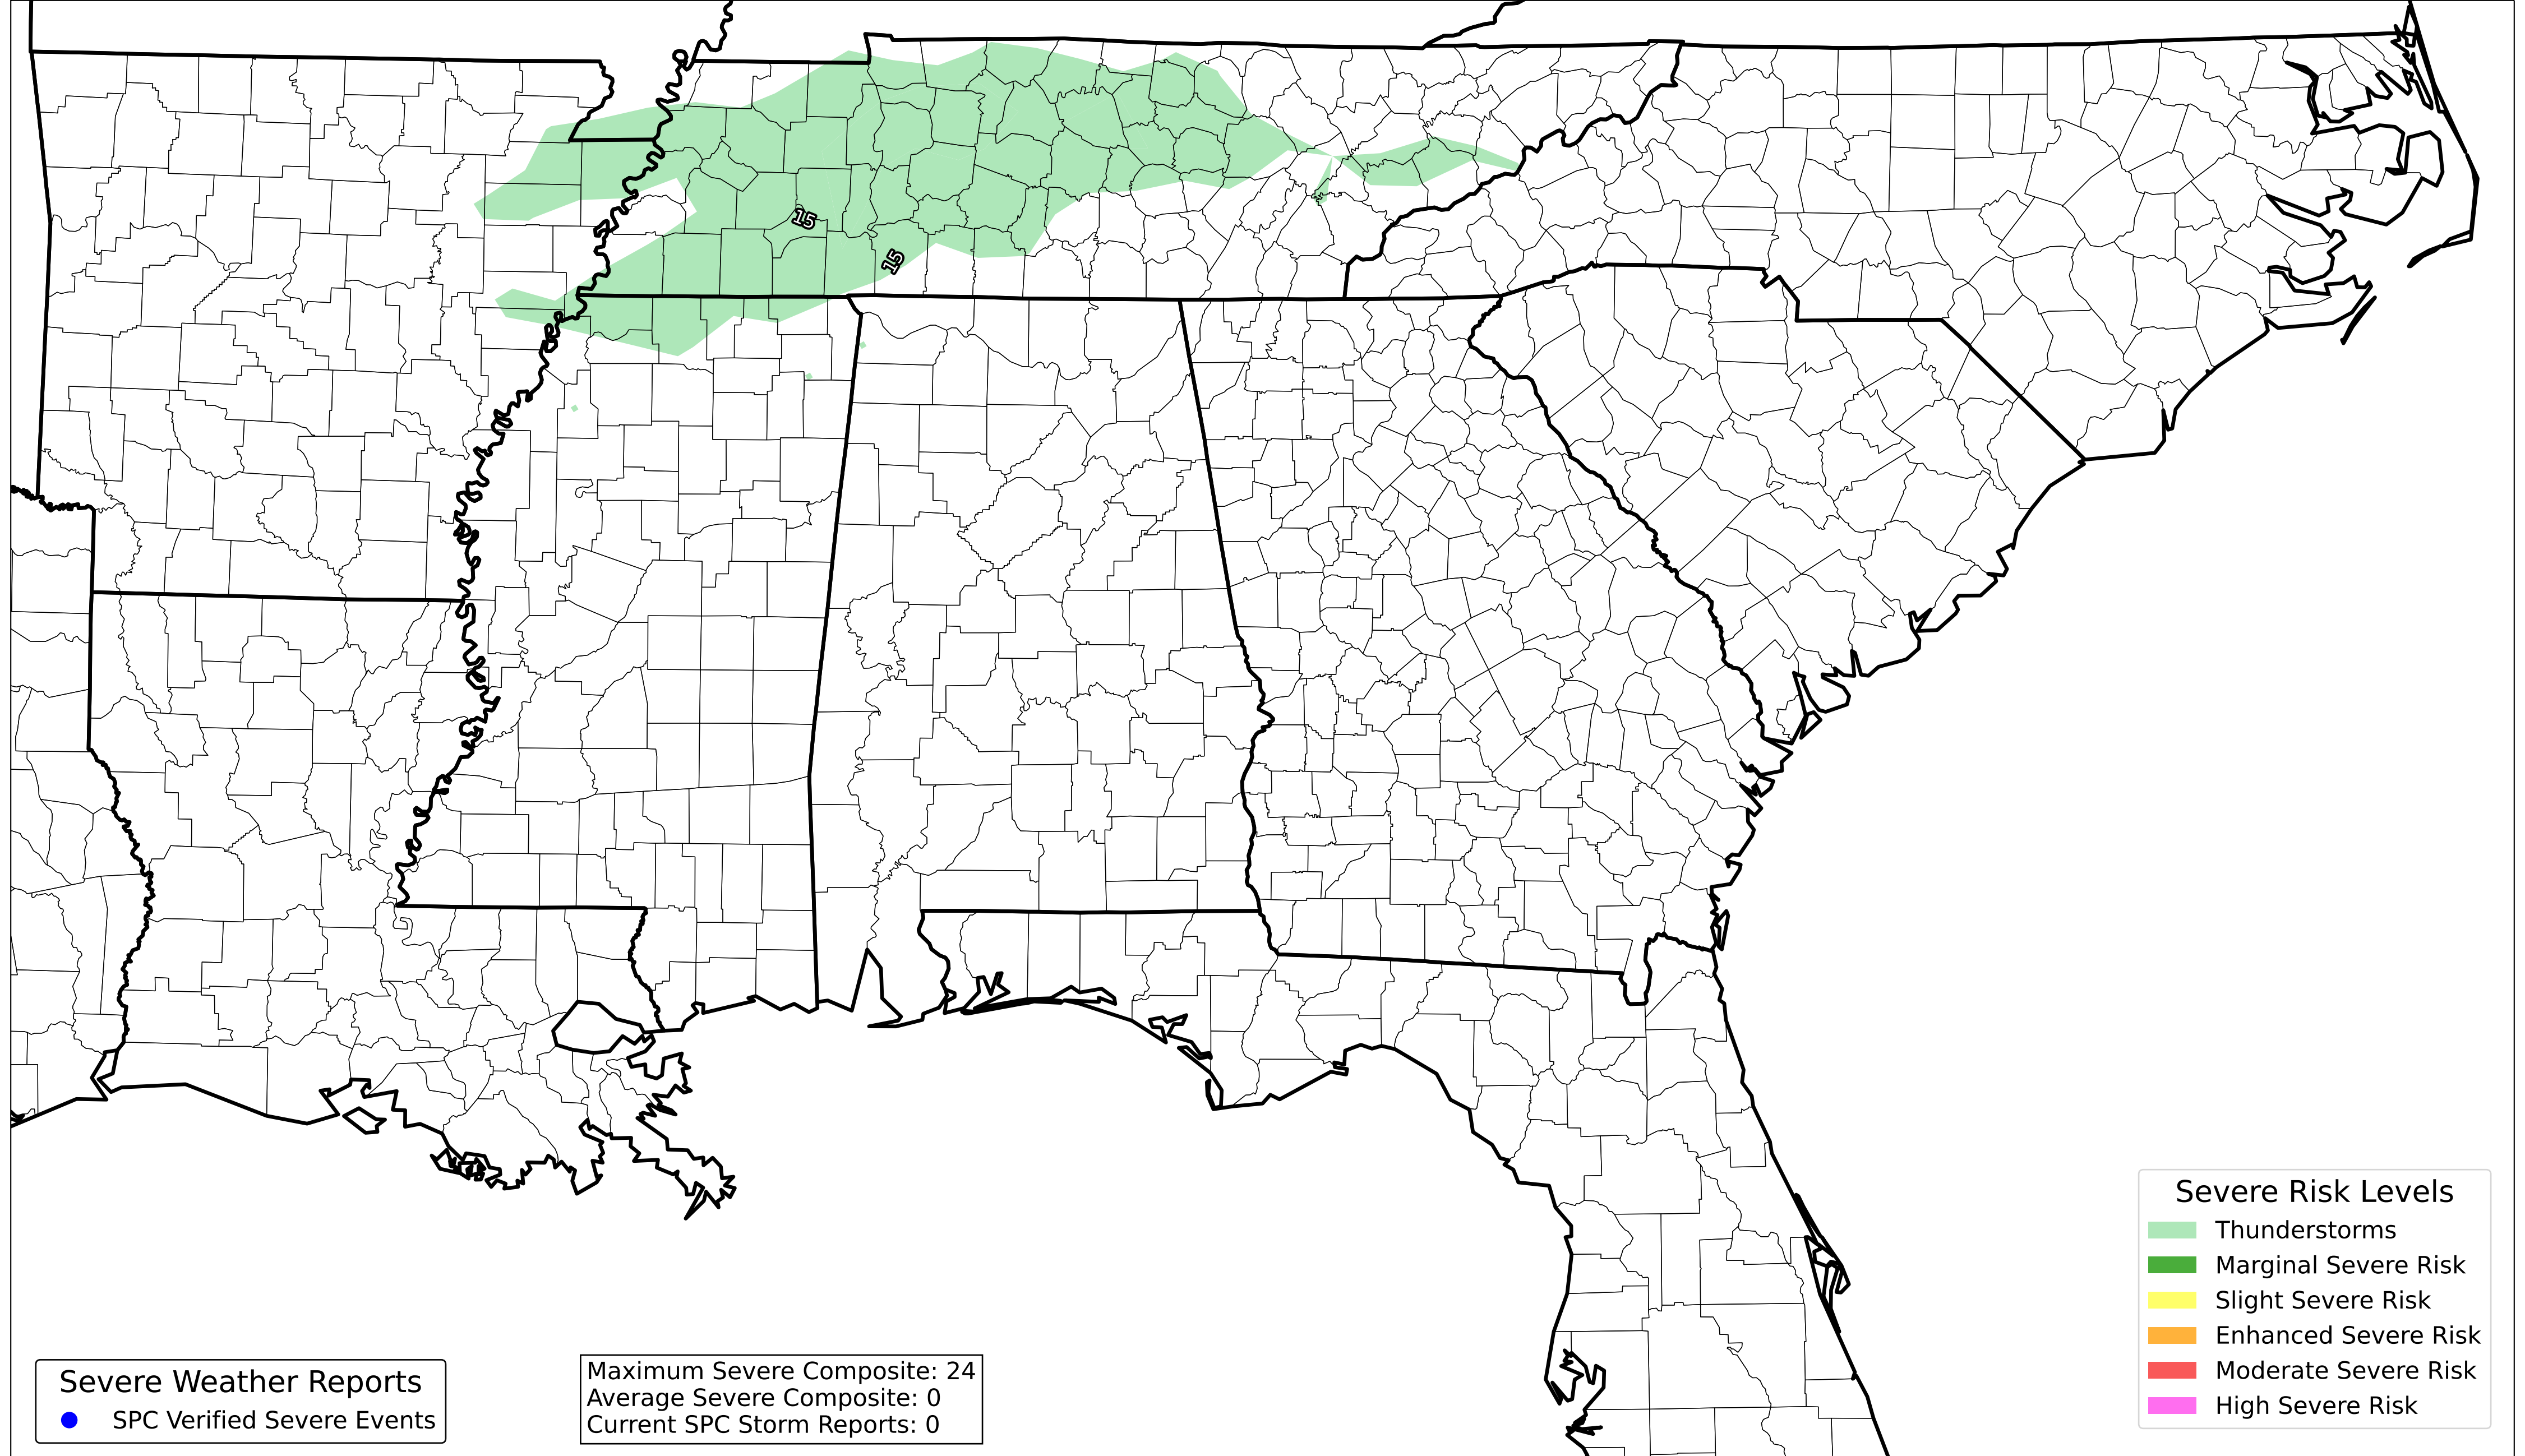 15
15
Severe Risk Levels
Thunderstorms
Marginal Severe Risk
Slight Severe Risk
Enhanced Severe Risk
Moderate Severe Risk
High Severe Risk
Severe Weather Reports
SPC Verified Severe Events
Maximum Severe Composite: 24
Average Severe Composite: 0
Current SPC Storm Reports: 0